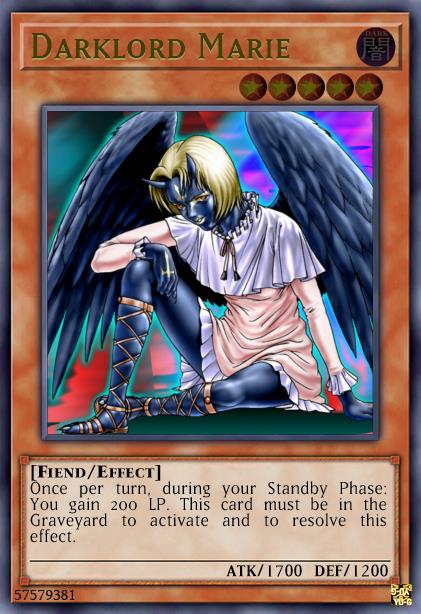 DARKLORD MARIE
DARK
闇
[FIEND/EFFECT]
Once per turn, during your Standby Phase:
You gain 200 LP. This card must be in the
Graveyard to activate and to resolve this
effect.
ATK/1700 DEF/1200
57579381